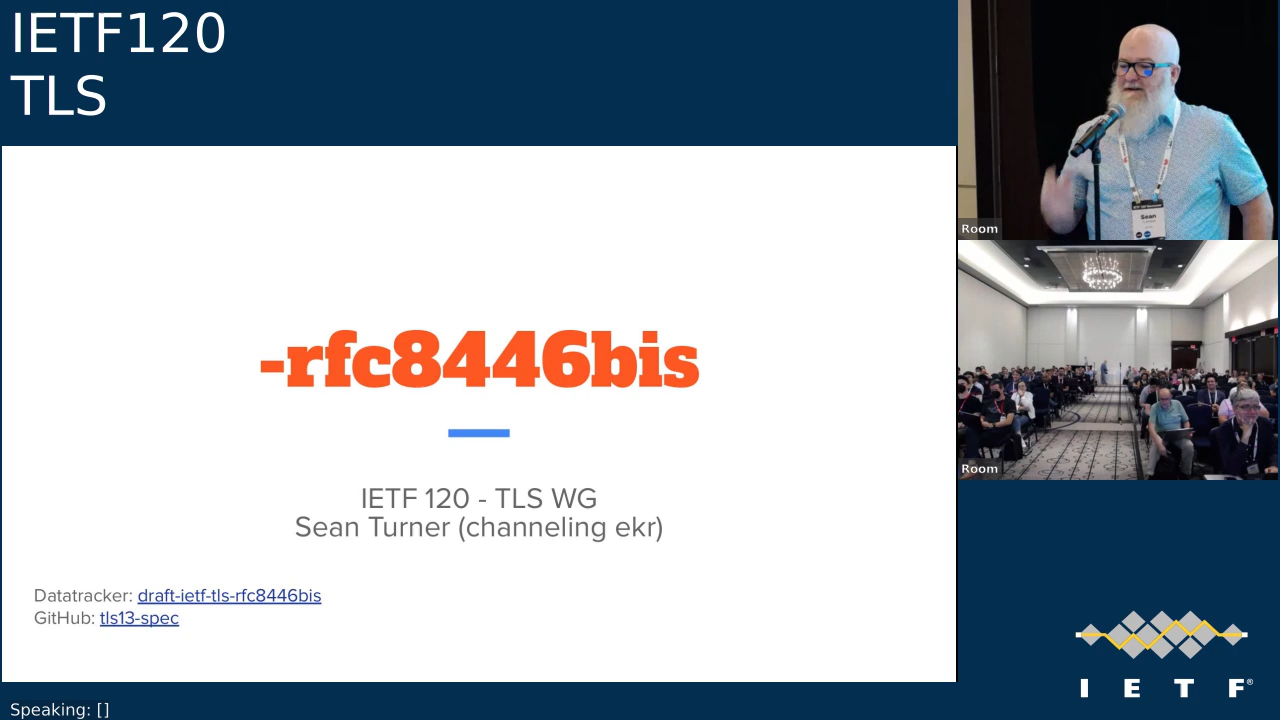 IETF120
TLS
-rfc8446bis
IETF 120 - TLS WG
Sean Turner (channeling ekr)
Datatracker: draft-ietf-tls-rfc8446bis
GitHub: tls13-spec
Speaking: []
Sean
Room
Room
I E T F®